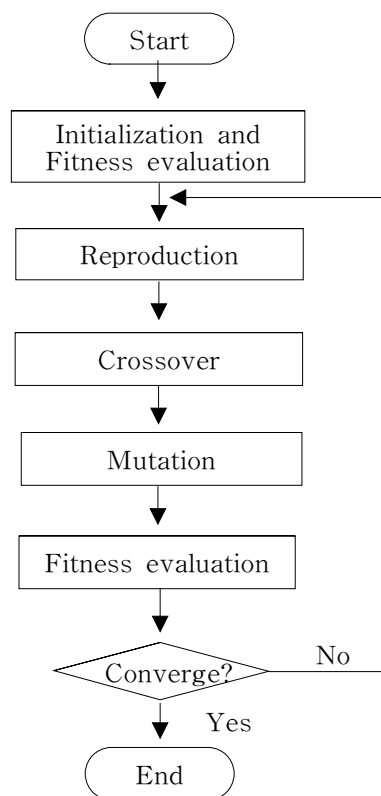 Start
Initialization and
Fitness evaluation
Reproduction
Crossover
Mutation
Fitness evaluation
Converge?
No
Yes
End